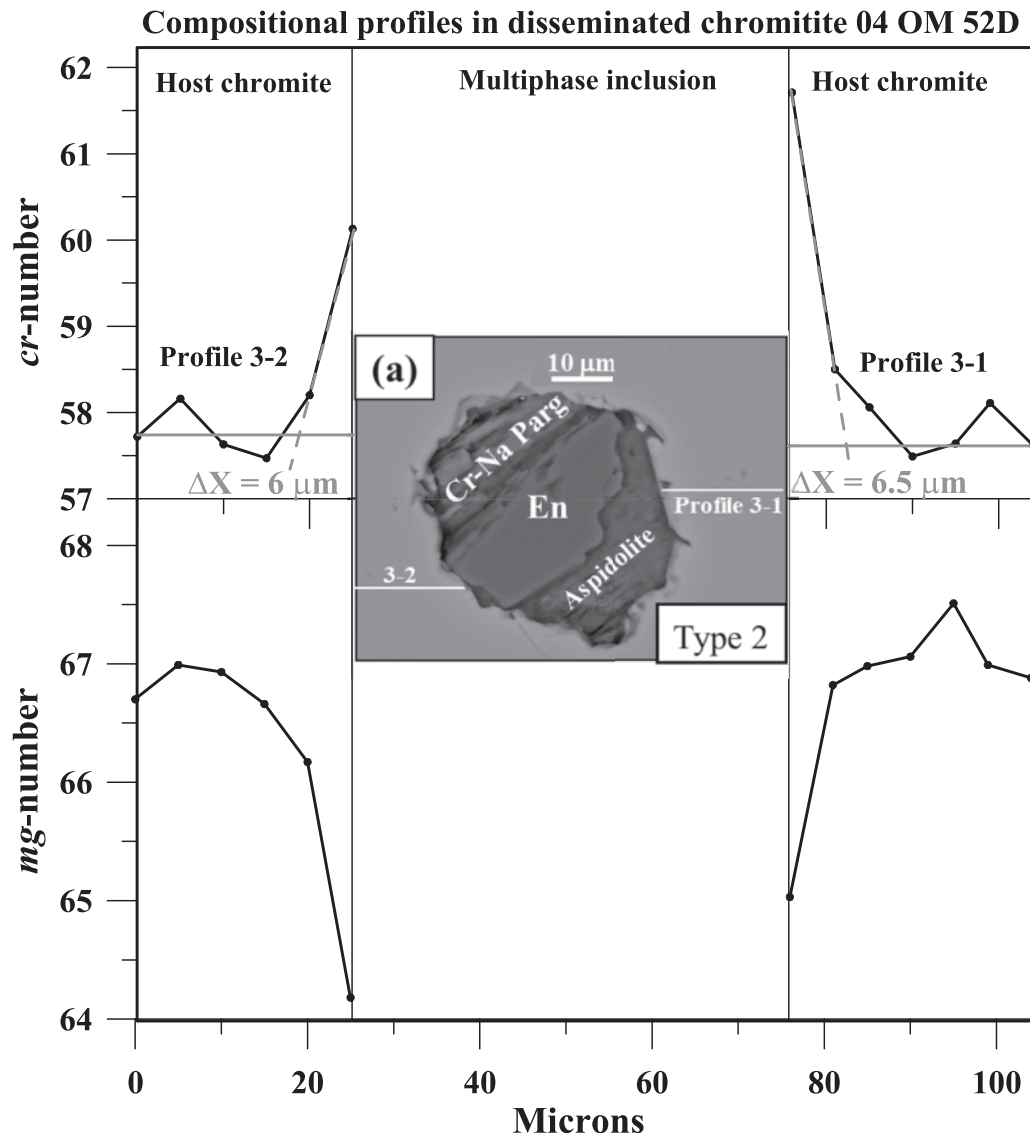 Compositional profiles in disseminated chromitite 04 OM 52D
Host chromite
Multiphase inclusion
Host chromite
cr-number
62
61
60
59
58
57
Profile 3-2
Profile 3-1
ΔX = 6 μm
ΔX = 6.5 μm
(a)
10 μm
Cr-Na Parg
En
Aspidolite
Profile 3-1
3-2
Type 2
mg-number
68
67
66
65
64
0 20 40 60 80 100
Microns